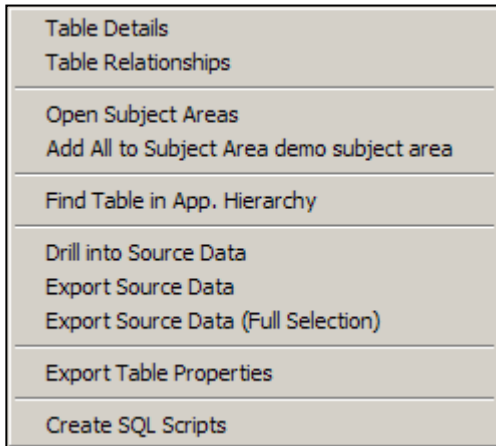 Table Details
Table Relationships
Open Subject Areas
Add All to Subject Area demo subject area
Find Table in App. Hierarchy
Drill into Source Data
Export Source Data
Export Source Data (Full Selection)
Export Table Properties
Create SQL Scripts